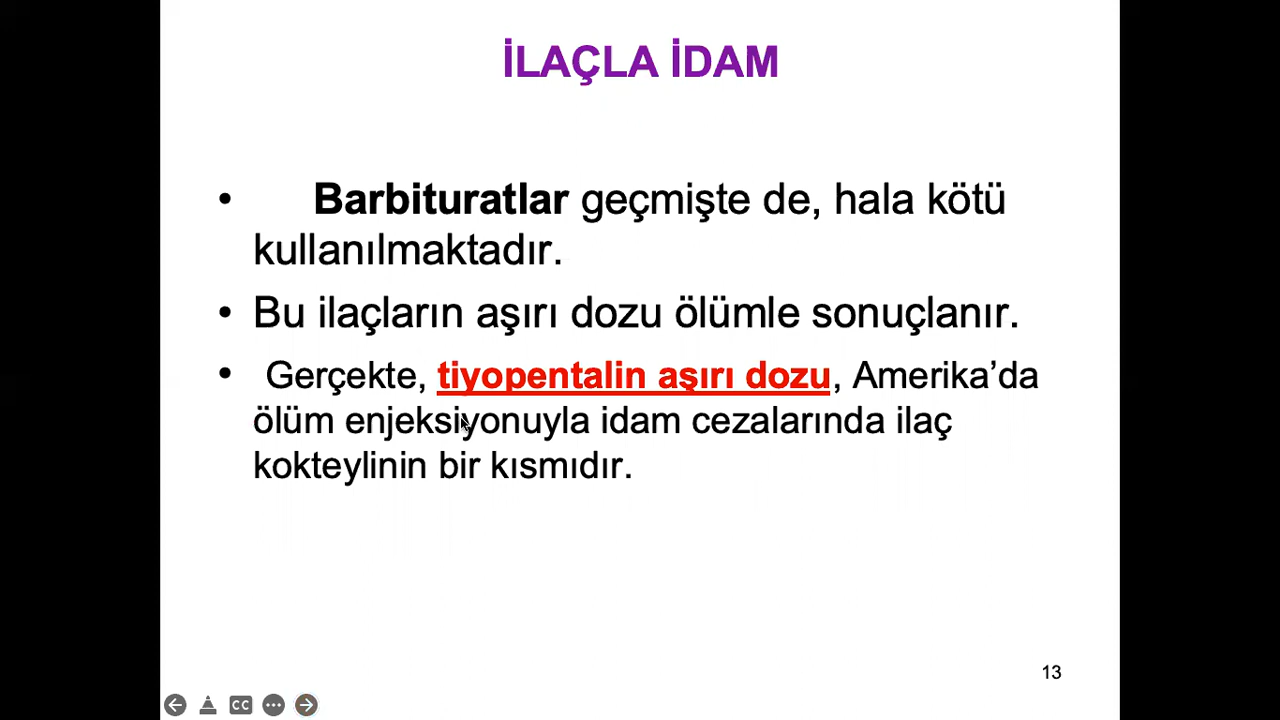 İLAÇLA İDAM
• Barbituratlar geçmişte de, hala kötü
kullanılmaktadır.
• Bu ilaçların aşırı dozu ölümle sonuçlanır.
• Gerçekte, tiyopentalin aşırı dozu, Amerika’da
ölüm enjeksiyonuyla idam cezalarında ilaç
kokteylinin bir kısmıdır.
13
CC